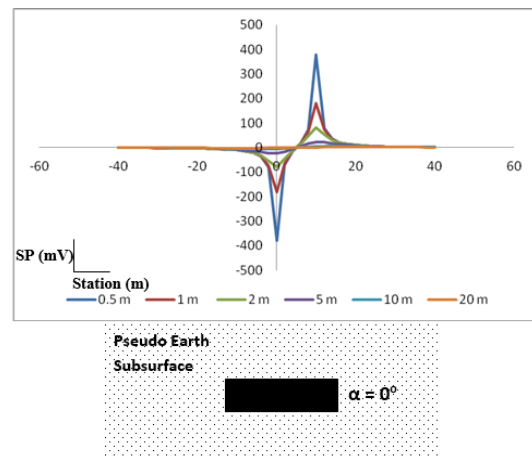 500
400
300
200
100
0
-60 -40 -20 0 20 40 60
-100
-200
-300
-400
-500
SP (mV)
Station (m)
0.5 m 1 m 2 m 5 m 10 m 20 m
Pseudo Earth
Subsurface
α = 0°